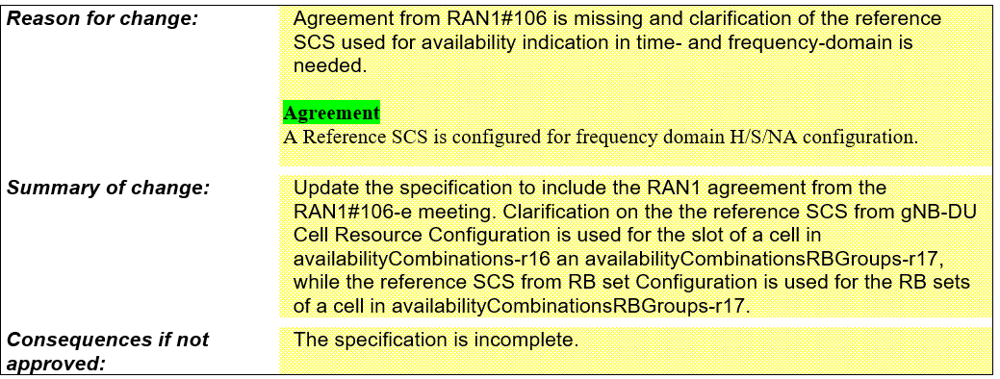 Reason for change:
Agreement from RAN1#106 is missing and clarification of the reference
SCS used for availability indication in time- and frequency-domain is
needed.
Agreement
A Reference SCS is configured for frequency domain H/S/NA configuration.
Summary of change:
Update the specification to include the RAN1 agreement from the
RAN1#106-e meeting. Clarification on the the reference SCS from gNB-DU
Cell Resource Configuration is used for the slot of a cell in
availabilityCombinations-r16 an availabilityCombinationsRBGroups-r17,
while the reference SCS from RB set Configuration is used for the RB sets
of a cell in availabilityCombinationsRBGroups-r17.
Consequences if not
approved:
The specification is incomplete.